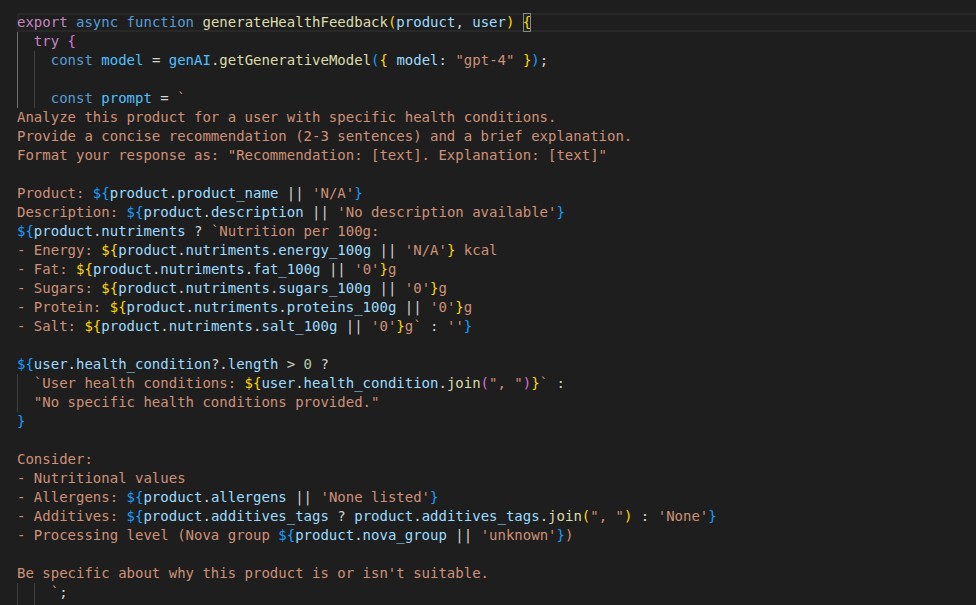 export async function generateHealthFeedback(product, user) {
  try {
    const model = genAI.getGenerativeModel({ model: "gpt-4" });

    const prompt = `
Analyze this product for a user with specific health conditions.
Provide a concise recommendation (2-3 sentences) and a brief explanation.
Format your response as: "Recommendation: [text]. Explanation: [text]"

Product: ${product.product_name || 'N/A'}
Description: ${product.description || 'No description available'}
${product.nutriments ? `Nutrition per 100g:
- Energy: ${product.nutriments.energy_100g || 'N/A'} kcal
- Fat: ${product.nutriments.fat_100g || '0'}g
- Sugars: ${product.nutriments.sugars_100g || '0'}g
- Protein: ${product.nutriments.proteins_100g || '0'}g
- Salt: ${product.nutriments.salt_100g || '0'}g` : ''}

${user.health_condition?.length > 0 ?
  `User health conditions: ${user.health_condition.join(", ")}` :
  "No specific health conditions provided."
}

Consider:
- Nutritional values
- Allergens: ${product.allergens || 'None listed'}
- Additives: ${product.additives_tags ? product.additives_tags.join(", ") : 'None'}
- Processing level (Nova group ${product.nova_group || 'unknown'})

Be specific about why this product is or isn't suitable.
    `;